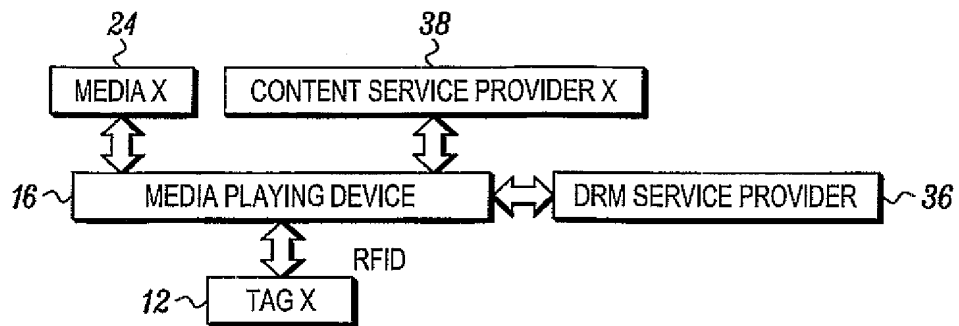 24
38
MEDIA X
CONTENT SERVICE PROVIDER X
16
MEDIA PLAYING DEVICE
DRM SERVICE PROVIDER
36
RFID
12
TAG X